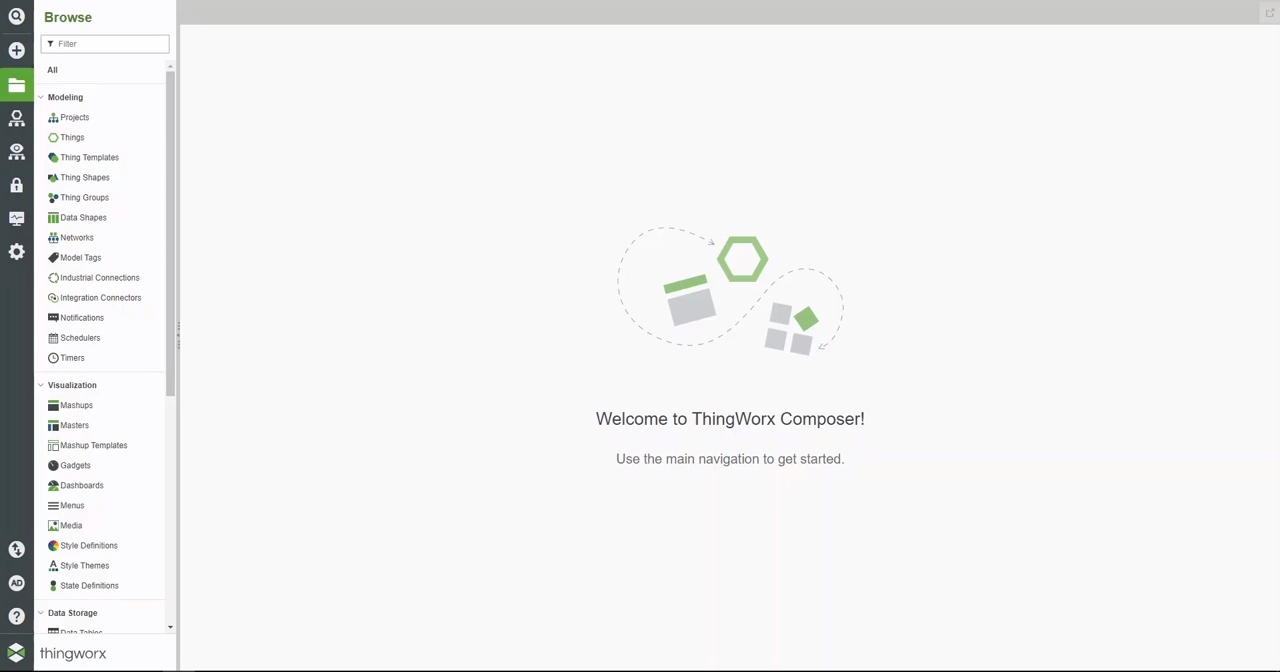 Browse
Filter
All
Modeling
Projects
Things
Thing Templates
Thing Shapes
Thing Groups
Data Shapes
Networks
Model Tags
Industrial Connections
Integration Connectors
Notifications
Schedulers
Timers
Visualization
Mashups
Masters
Mashup Templates
Gadgets
Dashboards
Menus
Media
Style Definitions
Style Themes
State Definitions
Data Storage
Data Tables
AD
thingworx
Welcome to ThingWorx Composer!
Use the main navigation to get started.